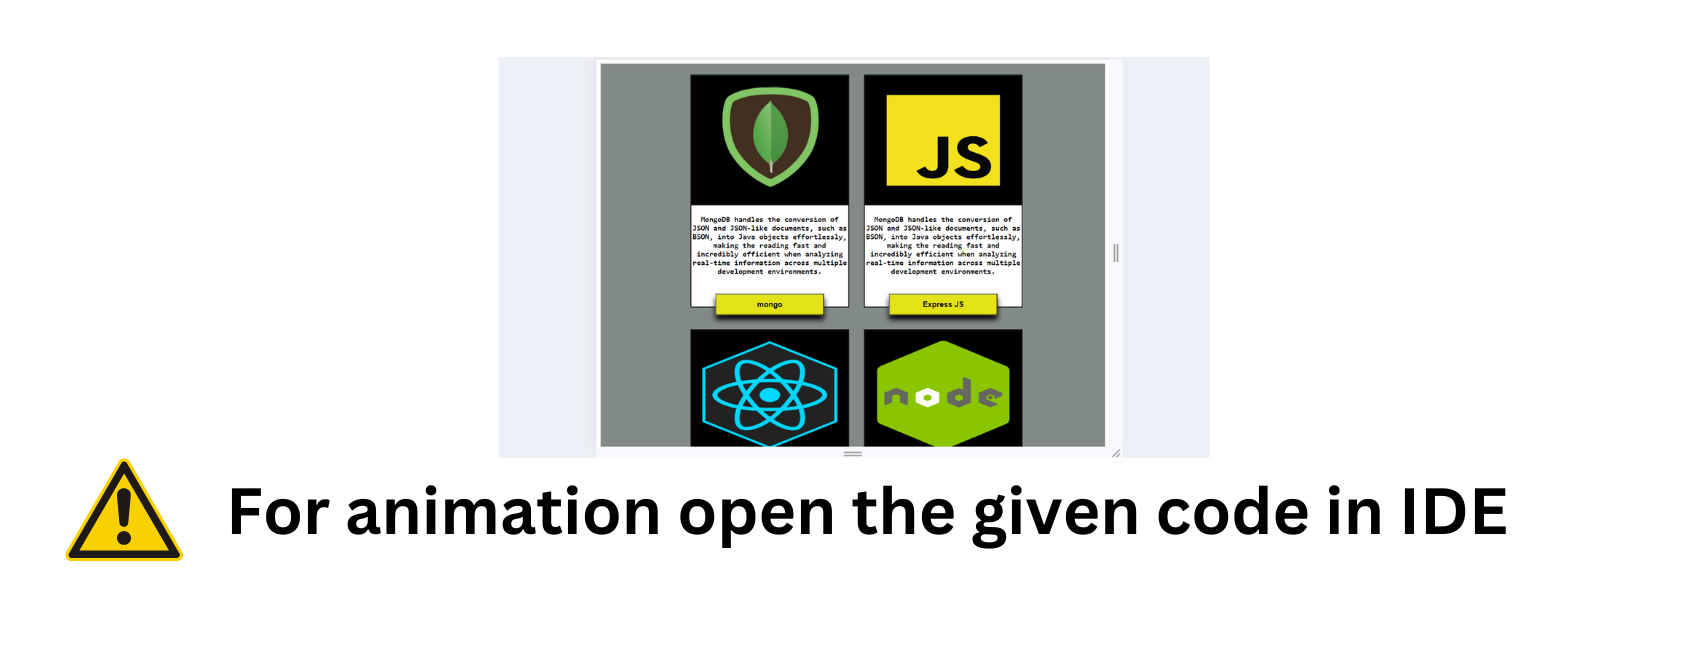 JS
MongoDB handles the conversion of
JSON and JSON-like documents, such as
BSON, into Java objects effortlessly,
making the reading fast and
incredibly efficient when analyzing
real-time information across multiple
development environments.
mongo
MongoDB handles the conversion of
JSON and JSON-like documents, such as
BSON, into Java objects effortlessly,
making the reading fast and
incredibly efficient when analyzing
real-time information across multiple
development environments.
Express JS
node
For animation open the given code in IDE